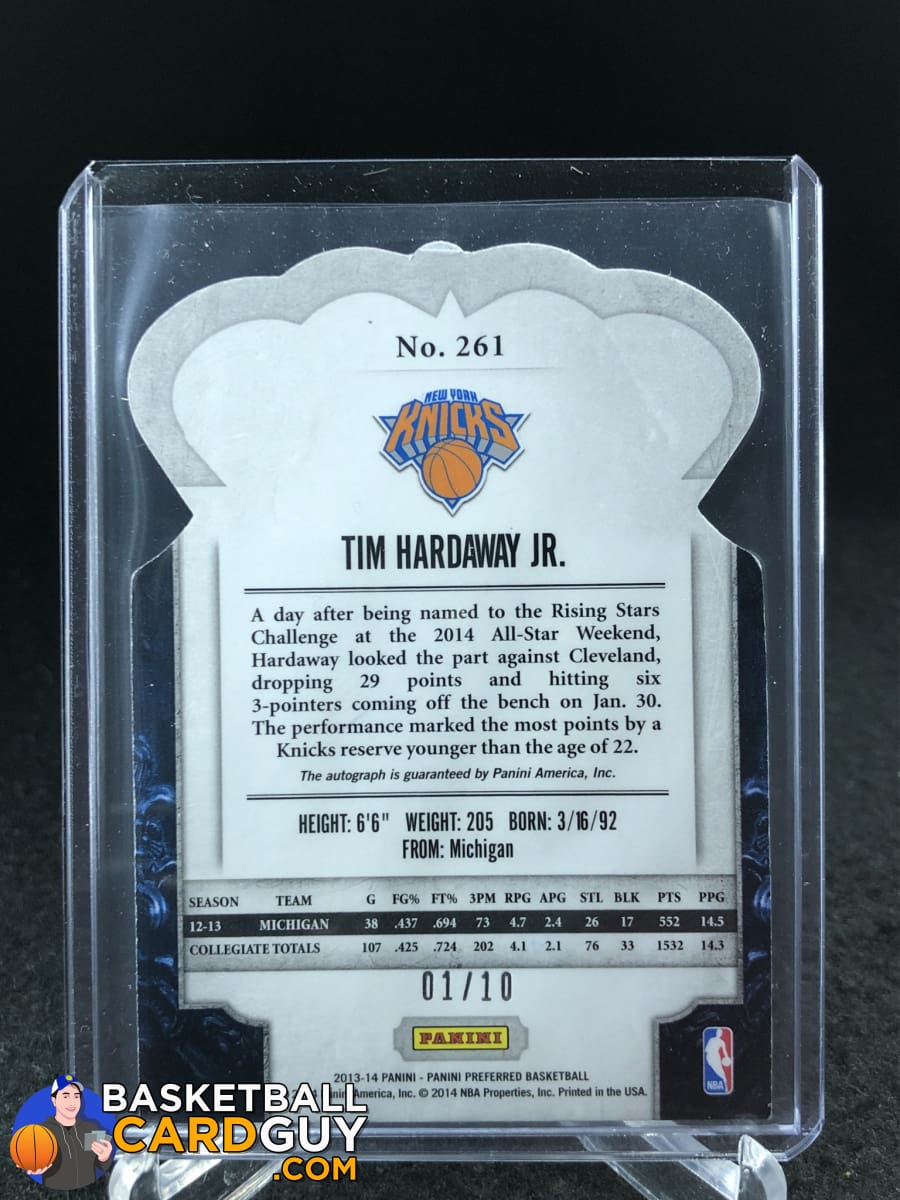 No. 261
NEW YORK
KNICKS
TIM HARDAWAY JR.
A day after being named to the Rising Stars
Challenge at the 2014 All-Star Weekend,
Hardaway looked the part against Cleveland,
dropping 29 points and hitting six
3-pointers coming off the bench on Jan. 30.
The performance marked the most points by a
Knicks reserve younger than the age of 22.
The autograph is guaranteed by Panini America, Inc.
HEIGHT: 6'6" WEIGHT: 205 BORN: 3/16/92
FROM: Michigan
SEASON TEAM G FG% FT% 3PM RPG APG STL BLK PTS PPG
12-13 MICHIGAN 38 .437 .694 73 4.7 2.4 26 17 552 14.5
COLLEGIATE TOTALS 107 .425 .724 202 4.1 2.1 76 33 1532 14.3
01/10
PANINI
NBA
2013-14 PANINI - PANINI PREFERRED BASKETBALL
America, Inc. © 2014 NBA Properties, Inc. Printed in the USA.
BASKETBALL
CARDGUY
.COM